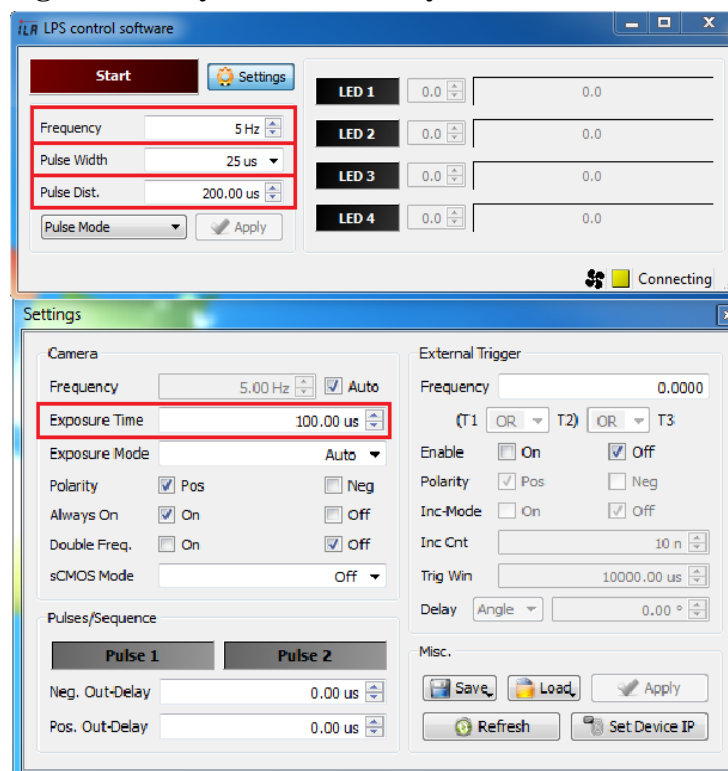 iLA LPS control software
Start
Settings
Frequency 5 Hz
Pulse Width 25 us
Pulse Dist. 200.00 us
Pulse Mode Apply
LED 1 0.0 0.0
LED 2 0.0 0.0
LED 3 0.0 0.0
LED 4 0.0 0.0
Connecting
Settings
Camera
Frequency 5.00 Hz Auto
Exposure Time 100.00 us
Exposure Mode Auto
Polarity Pos Neg
Always On On Off
Double Freq. On Off
sCMOS Mode Off
Pulses/Sequence
Pulse 1 Pulse 2
Neg. Out-Delay 0.00 us
Pos. Out-Delay 0.00 us
External Trigger
Frequency 0.0000
(T1 OR T2) OR T3
Enable On Off
Polarity Pos Neg
Inc-Mode On Off
Inc Cnt 10 n
Trig Win 10000.00 us
Delay Angle 0.00 °
Misc.
Save Load Apply
Refresh Set Device IP